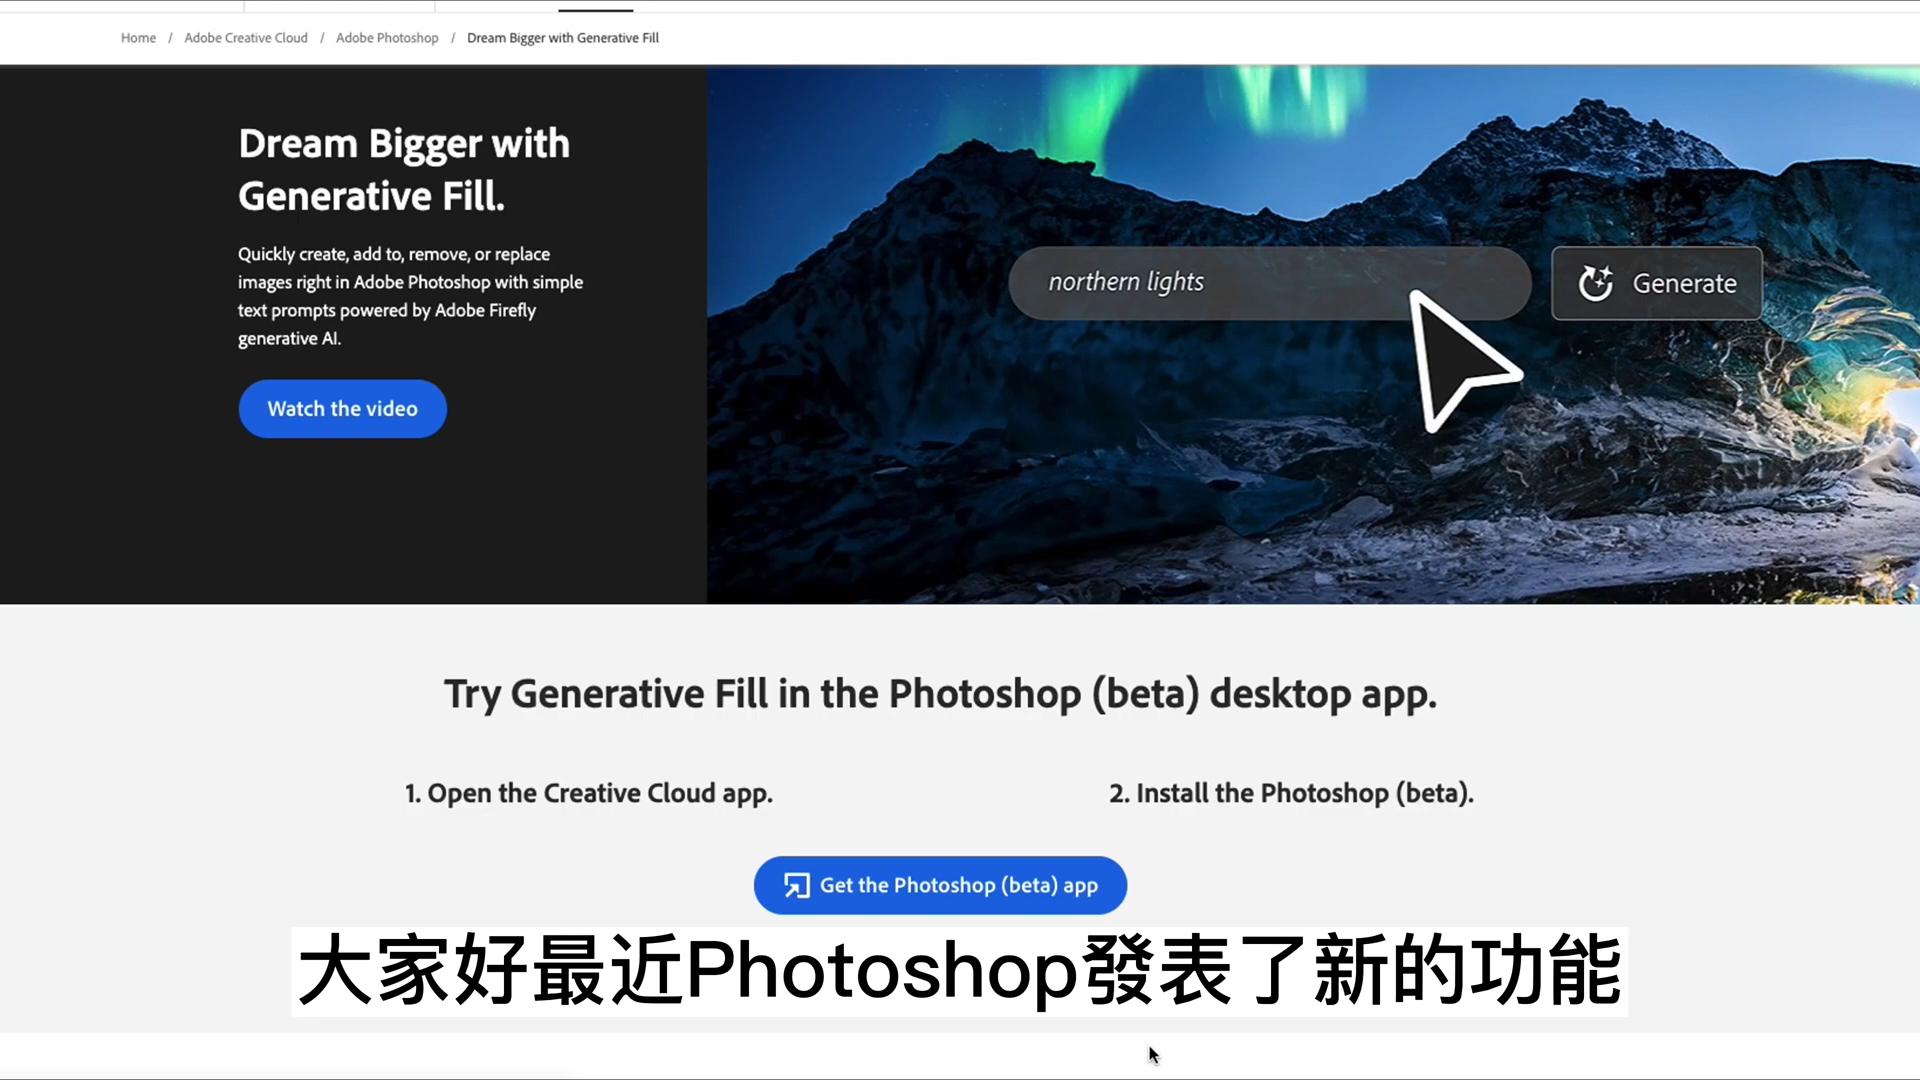 Home / Adobe Creative Cloud / Adobe Photoshop / Dream Bigger with Generative Fill
Dream Bigger with
Generative Fill.
Quickly create, add to, remove, or replace
images right in Adobe Photoshop with simple
text prompts powered by Adobe Firefly
generative AI.
Watch the video
northern lights
Generate
Try Generative Fill in the Photoshop (beta) desktop app.
1. Open the Creative Cloud app.
2. Install the Photoshop (beta).
Get the Photoshop (beta) app
大家好最近Photoshop發表了新的功能